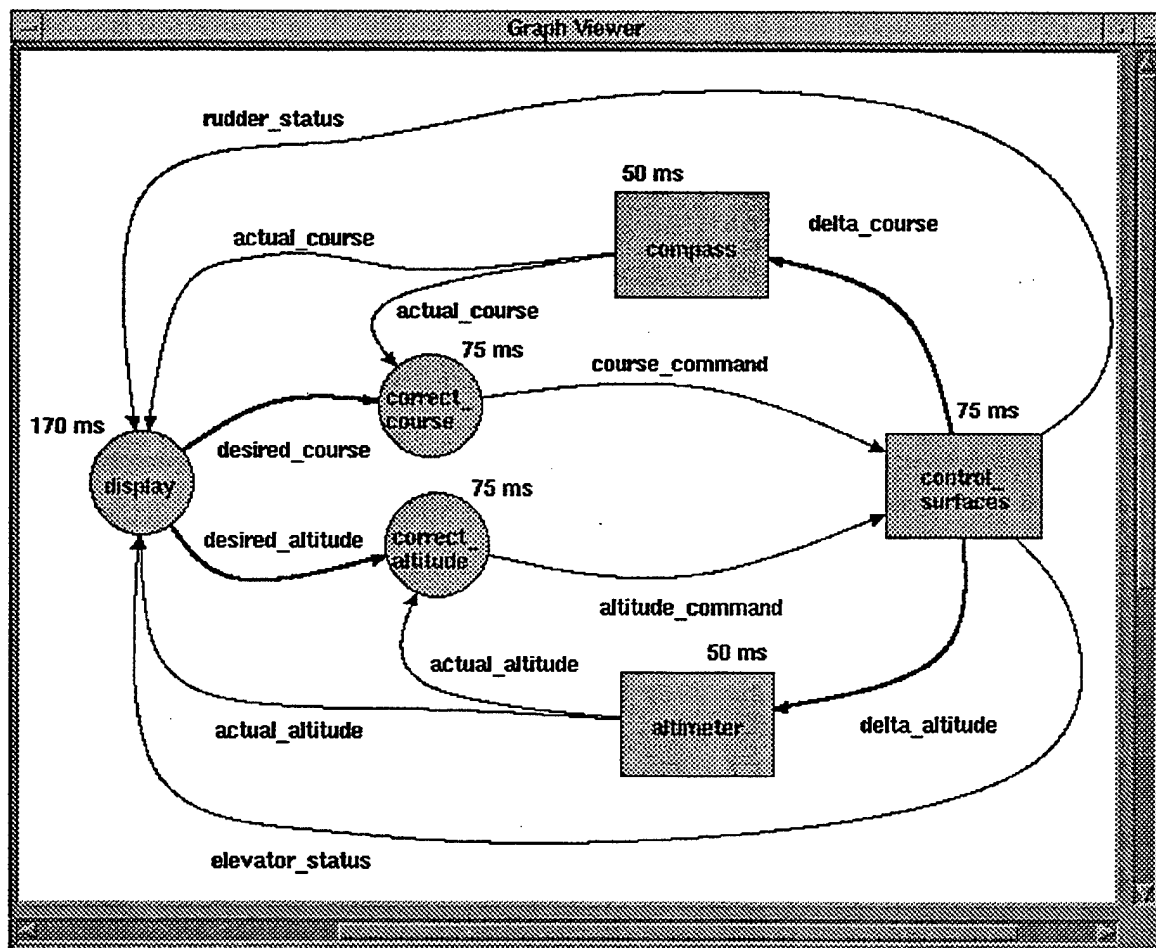 Graph Viewer
rudder_status
50 ms
compass
delta_course
actual_course
actual_course
75 ms
correct_
course
course_command
170 ms
display
desired_course
75 ms
control_
surfaces
75 ms
correct_
altitude
desired_altitude
altitude_command
actual_altitude
50 ms
altimeter
actual_altitude
delta_altitude
elevator_status